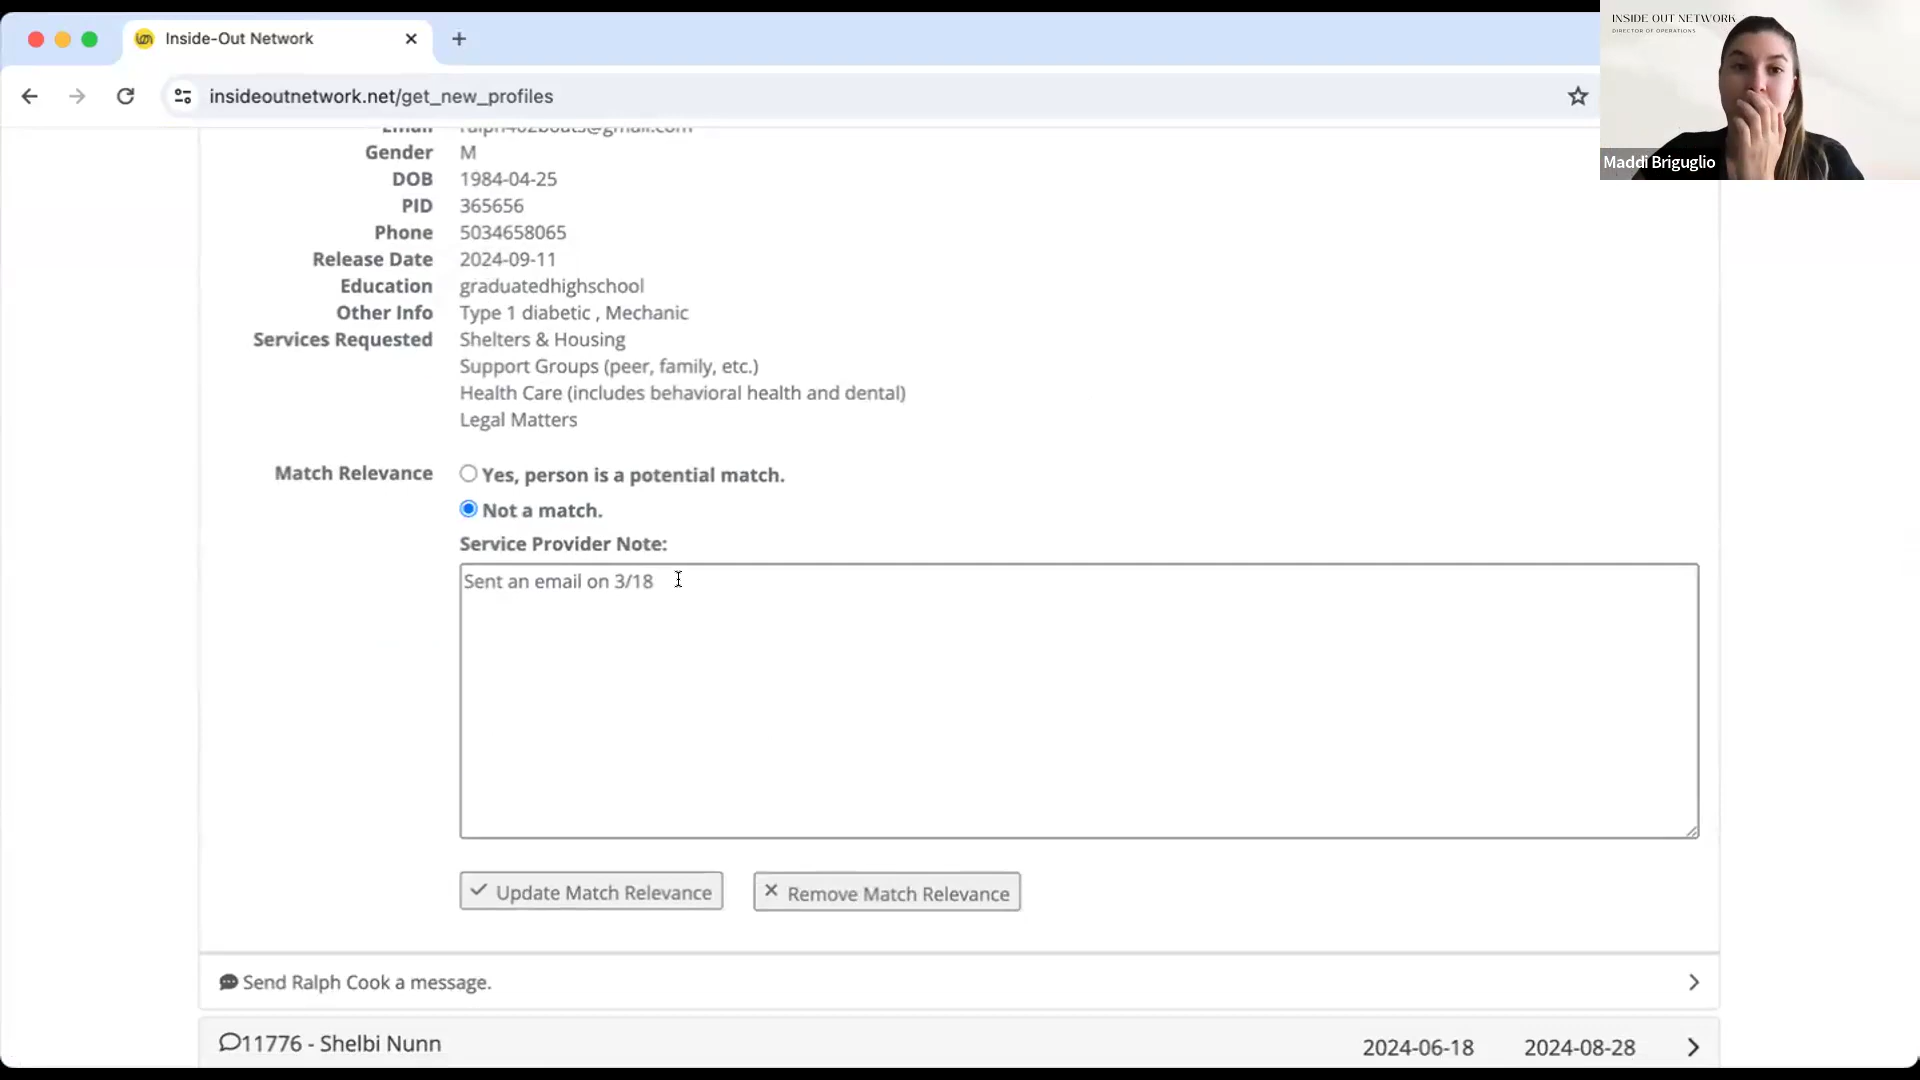 Inside-Out Network
INSIDE OUT NETWORK
DIRECTOR OF OPERATIONS
insideoutnetwork.net/get_new_profiles
Maddi Briguglio
Email
Gender M
DOB 1984-04-25
PID 365656
Phone 5034658065
Release Date 2024-09-11
Education graduatedhighschool
Other Info Type 1 diabetic , Mechanic
Services Requested Shelters & Housing
Support Groups (peer, family, etc.)
Health Care (includes behavioral health and dental)
Legal Matters
Match Relevance Yes, person is a potential match.
Not a match.
Service Provider Note:
Sent an email on 3/18
Update Match Relevance Remove Match Relevance
Send Ralph Cook a message.
11776 - Shelbi Nunn 2024-06-18 2024-08-28